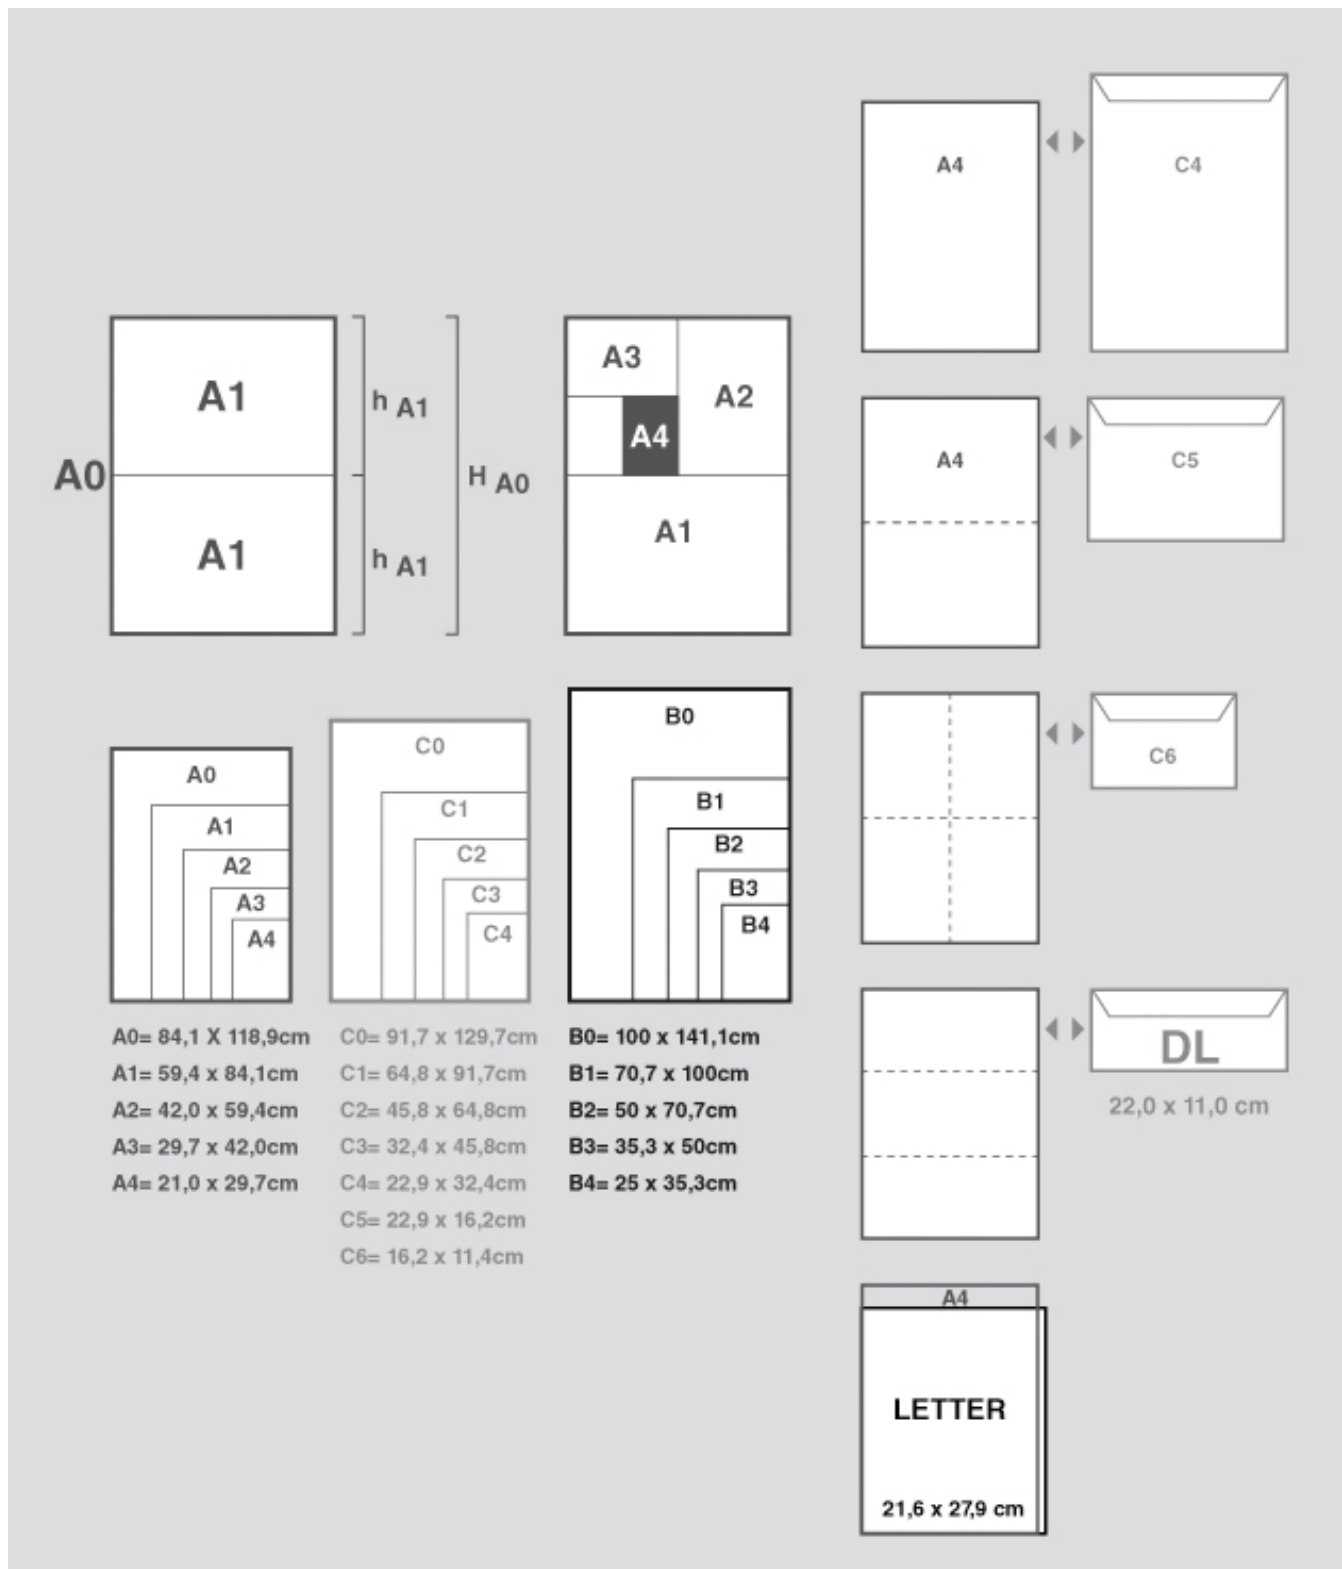 A4
C4
A4
C5
A1
A0
A1
h A1
h A1
H A0
A3
A2
A4
A1
C6
A0
A1
A2
A3
A4
C0
C1
C2
C3
C4
B0
B1
B2
B3
B4
A0= 84,1 X 118,9cm
A1= 59,4 x 84,1cm
A2= 42,0 x 59,4cm
A3= 29,7 x 42,0cm
A4= 21,0 x 29,7cm
C0= 91,7 x 129,7cm
C1= 64,8 x 91,7cm
C2= 45,8 x 64,8cm
C3= 32,4 x 45,8cm
C4= 22,9 x 32,4cm
C5= 22,9 x 16,2cm
C6= 16,2 x 11,4cm
B0= 100 x 141,1cm
B1= 70,7 x 100cm
B2= 50 x 70,7cm
B3= 35,3 x 50cm
B4= 25 x 35,3cm
DL
22,0 x 11,0 cm
A4
LETTER
21,6 x 27,9 cm